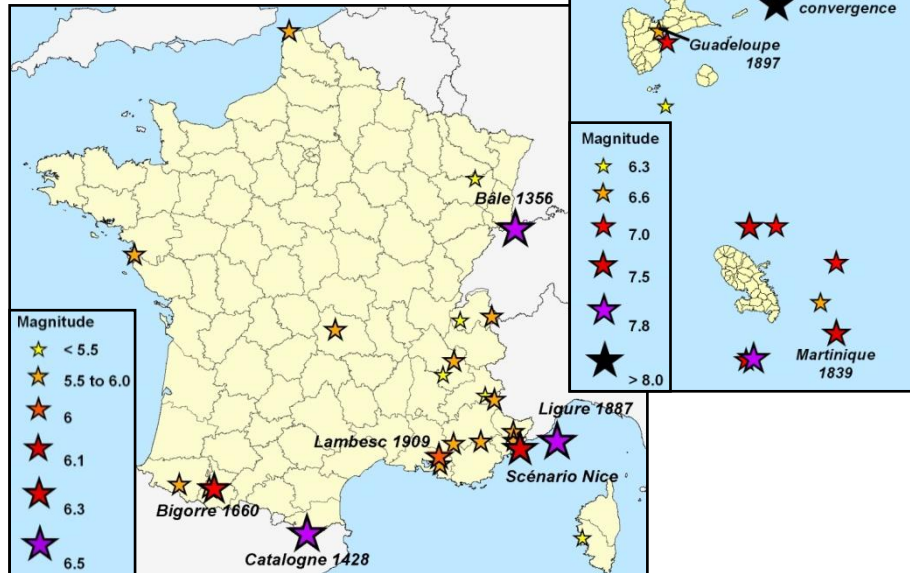 convergence
Guadeloupe
1897
Magnitude
6.3
6.6
7.0
7.5
7.8
> 8.0
Martinique
1839
Bâle 1356
Magnitude
< 5.5
5.5 to 6.0
6
6.1
6.3
6.5
Ligure 1887
Lambesc 1909
Scénario Nice
Bigorre 1660
Catalogne 1428